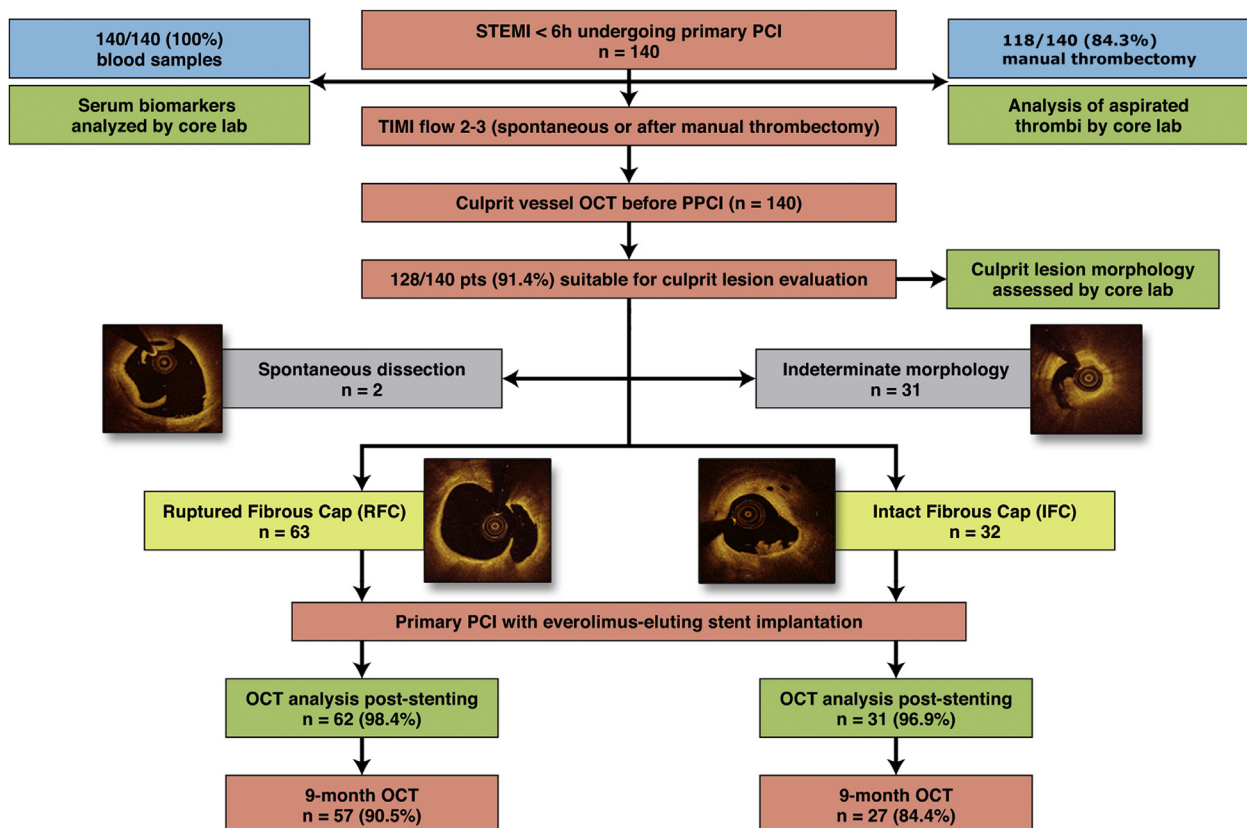 STEMI < 6h undergoing primary PCI
n = 140
140/140 (100%)
blood samples
118/140 (84.3%)
manual thrombectomy
Serum biomarkers
analyzed by core lab
Analysis of aspirated
thrombi by core lab
TIMI flow 2-3 (spontaneous or after manual thrombectomy)
Culprit vessel OCT before PPCI (n = 140)
128/140 pts (91.4%) suitable for culprit lesion evaluation
Culprit lesion morphology
assessed by core lab
Spontaneous dissection
n = 2
Indeterminate morphology
n = 31
Ruptured Fibrous Cap (RFC)
n = 63
Intact Fibrous Cap (IFC)
n = 32
Primary PCI with everolimus-eluting stent implantation
OCT analysis post-stenting
n = 62 (98.4%)
OCT analysis post-stenting
n = 31 (96.9%)
9-month OCT
n = 57 (90.5%)
9-month OCT
n = 27 (84.4%)